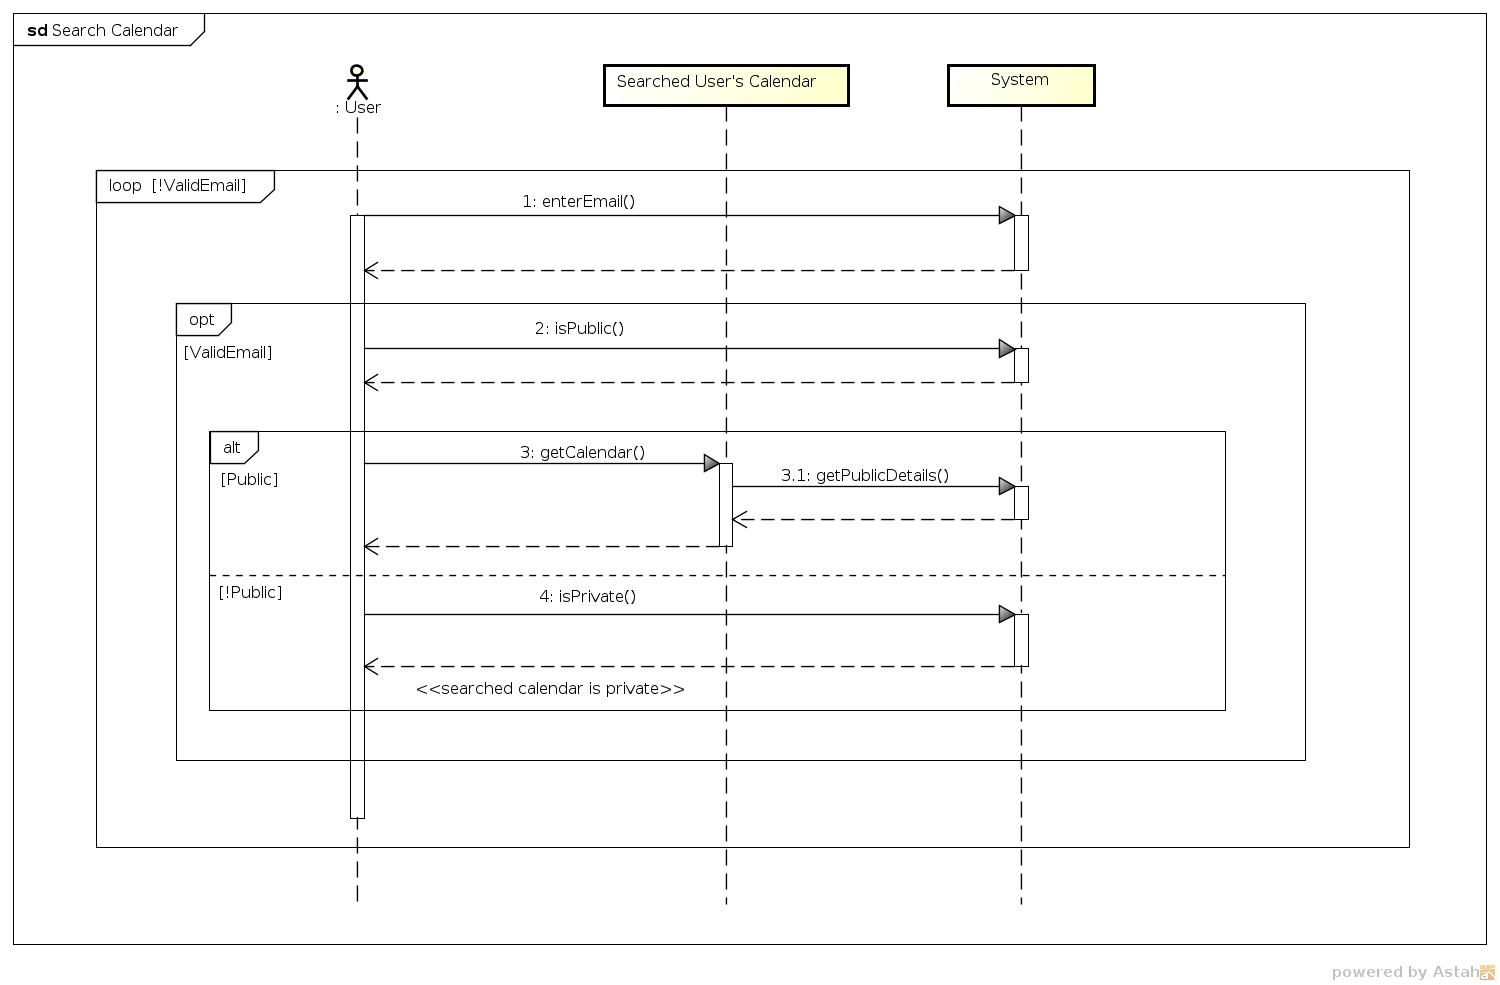 sd Search Calendar
: User
Searched User's Calendar
System
loop [!ValidEmail]
1: enterEmail()
opt
2: isPublic()
[ValidEmail]
alt
3: getCalendar()
[Public]
3.1: getPublicDetails()
[!Public]
4: isPrivate()
<<searched calendar is private>>
powered by Astah